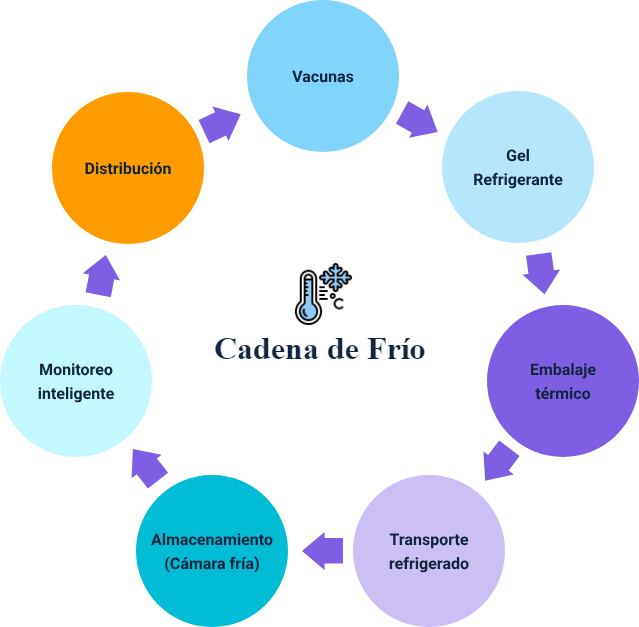 Vacunas
Gel
Refrigerante
Embalaje
térmico
Transporte
refrigerado
Almacenamiento
(Cámara fría)
Monitoreo
inteligente
Distribución
°C
Cadena de Frío